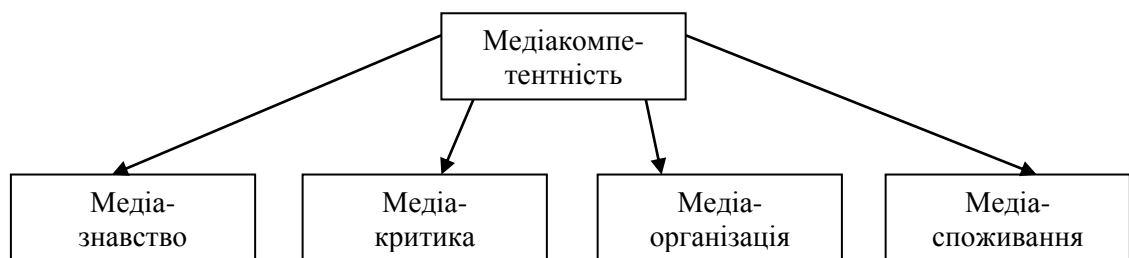 Медіакомпе-
тентність
Медіа-
знавство
Медіа-
критика
Медіа-
організація
Медіа-
споживання